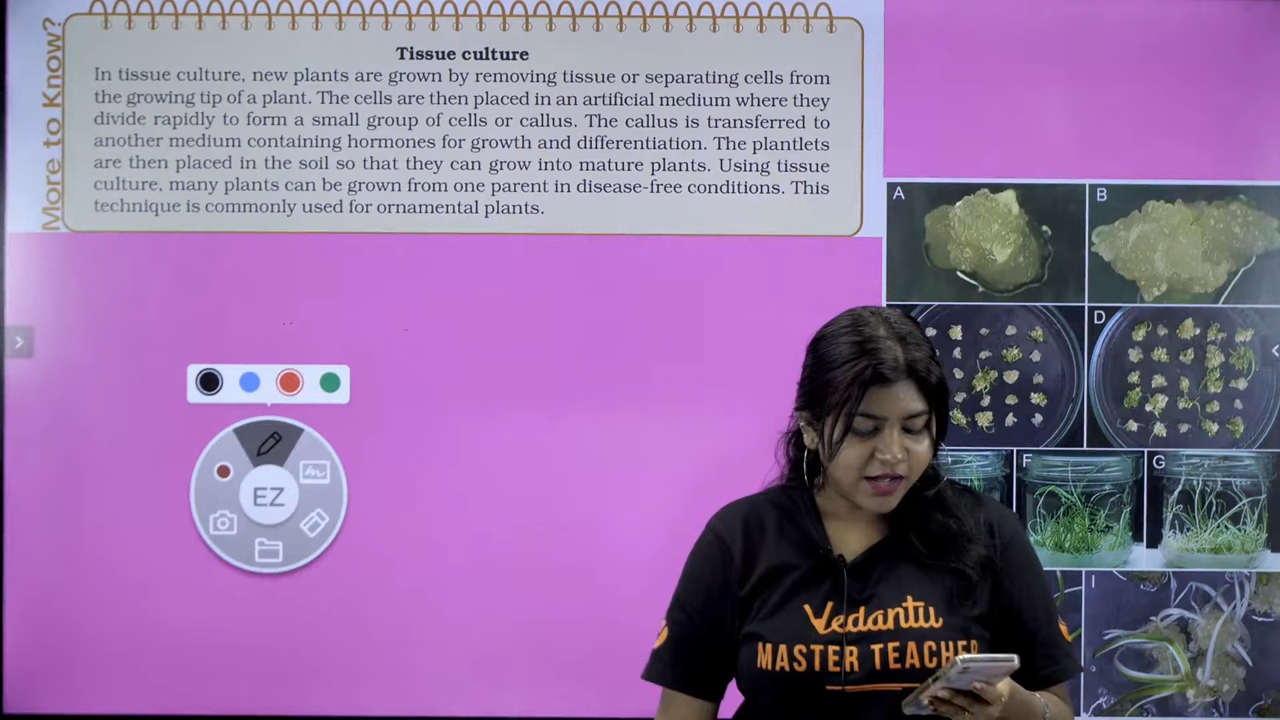 More to Know?
Tissue culture
In tissue culture, new plants are grown by removing tissue or separating cells from
the growing tip of a plant. The cells are then placed in an artificial medium where they
divide rapidly to form a small group of cells or callus. The callus is transferred to
another medium containing hormones for growth and differentiation. The plantlets
are then placed in the soil so that they can grow into mature plants. Using tissue
culture, many plants can be grown from one parent in disease-free conditions. This
technique is commonly used for ornamental plants.
A
B
D
F
G
I
EZ
Vedantu
MASTER TEACHER